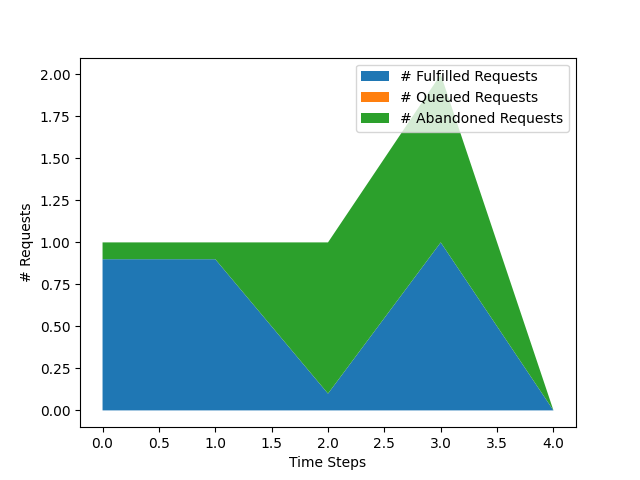 # Fulfilled Requests
# Queued Requests
# Abandoned Requests
2.00
1.75
1.50
1.25
1.00
0.75
0.50
0.25
0.00
# Requests
0.0 0.5 1.0 1.5 2.0 2.5 3.0 3.5 4.0
Time Steps